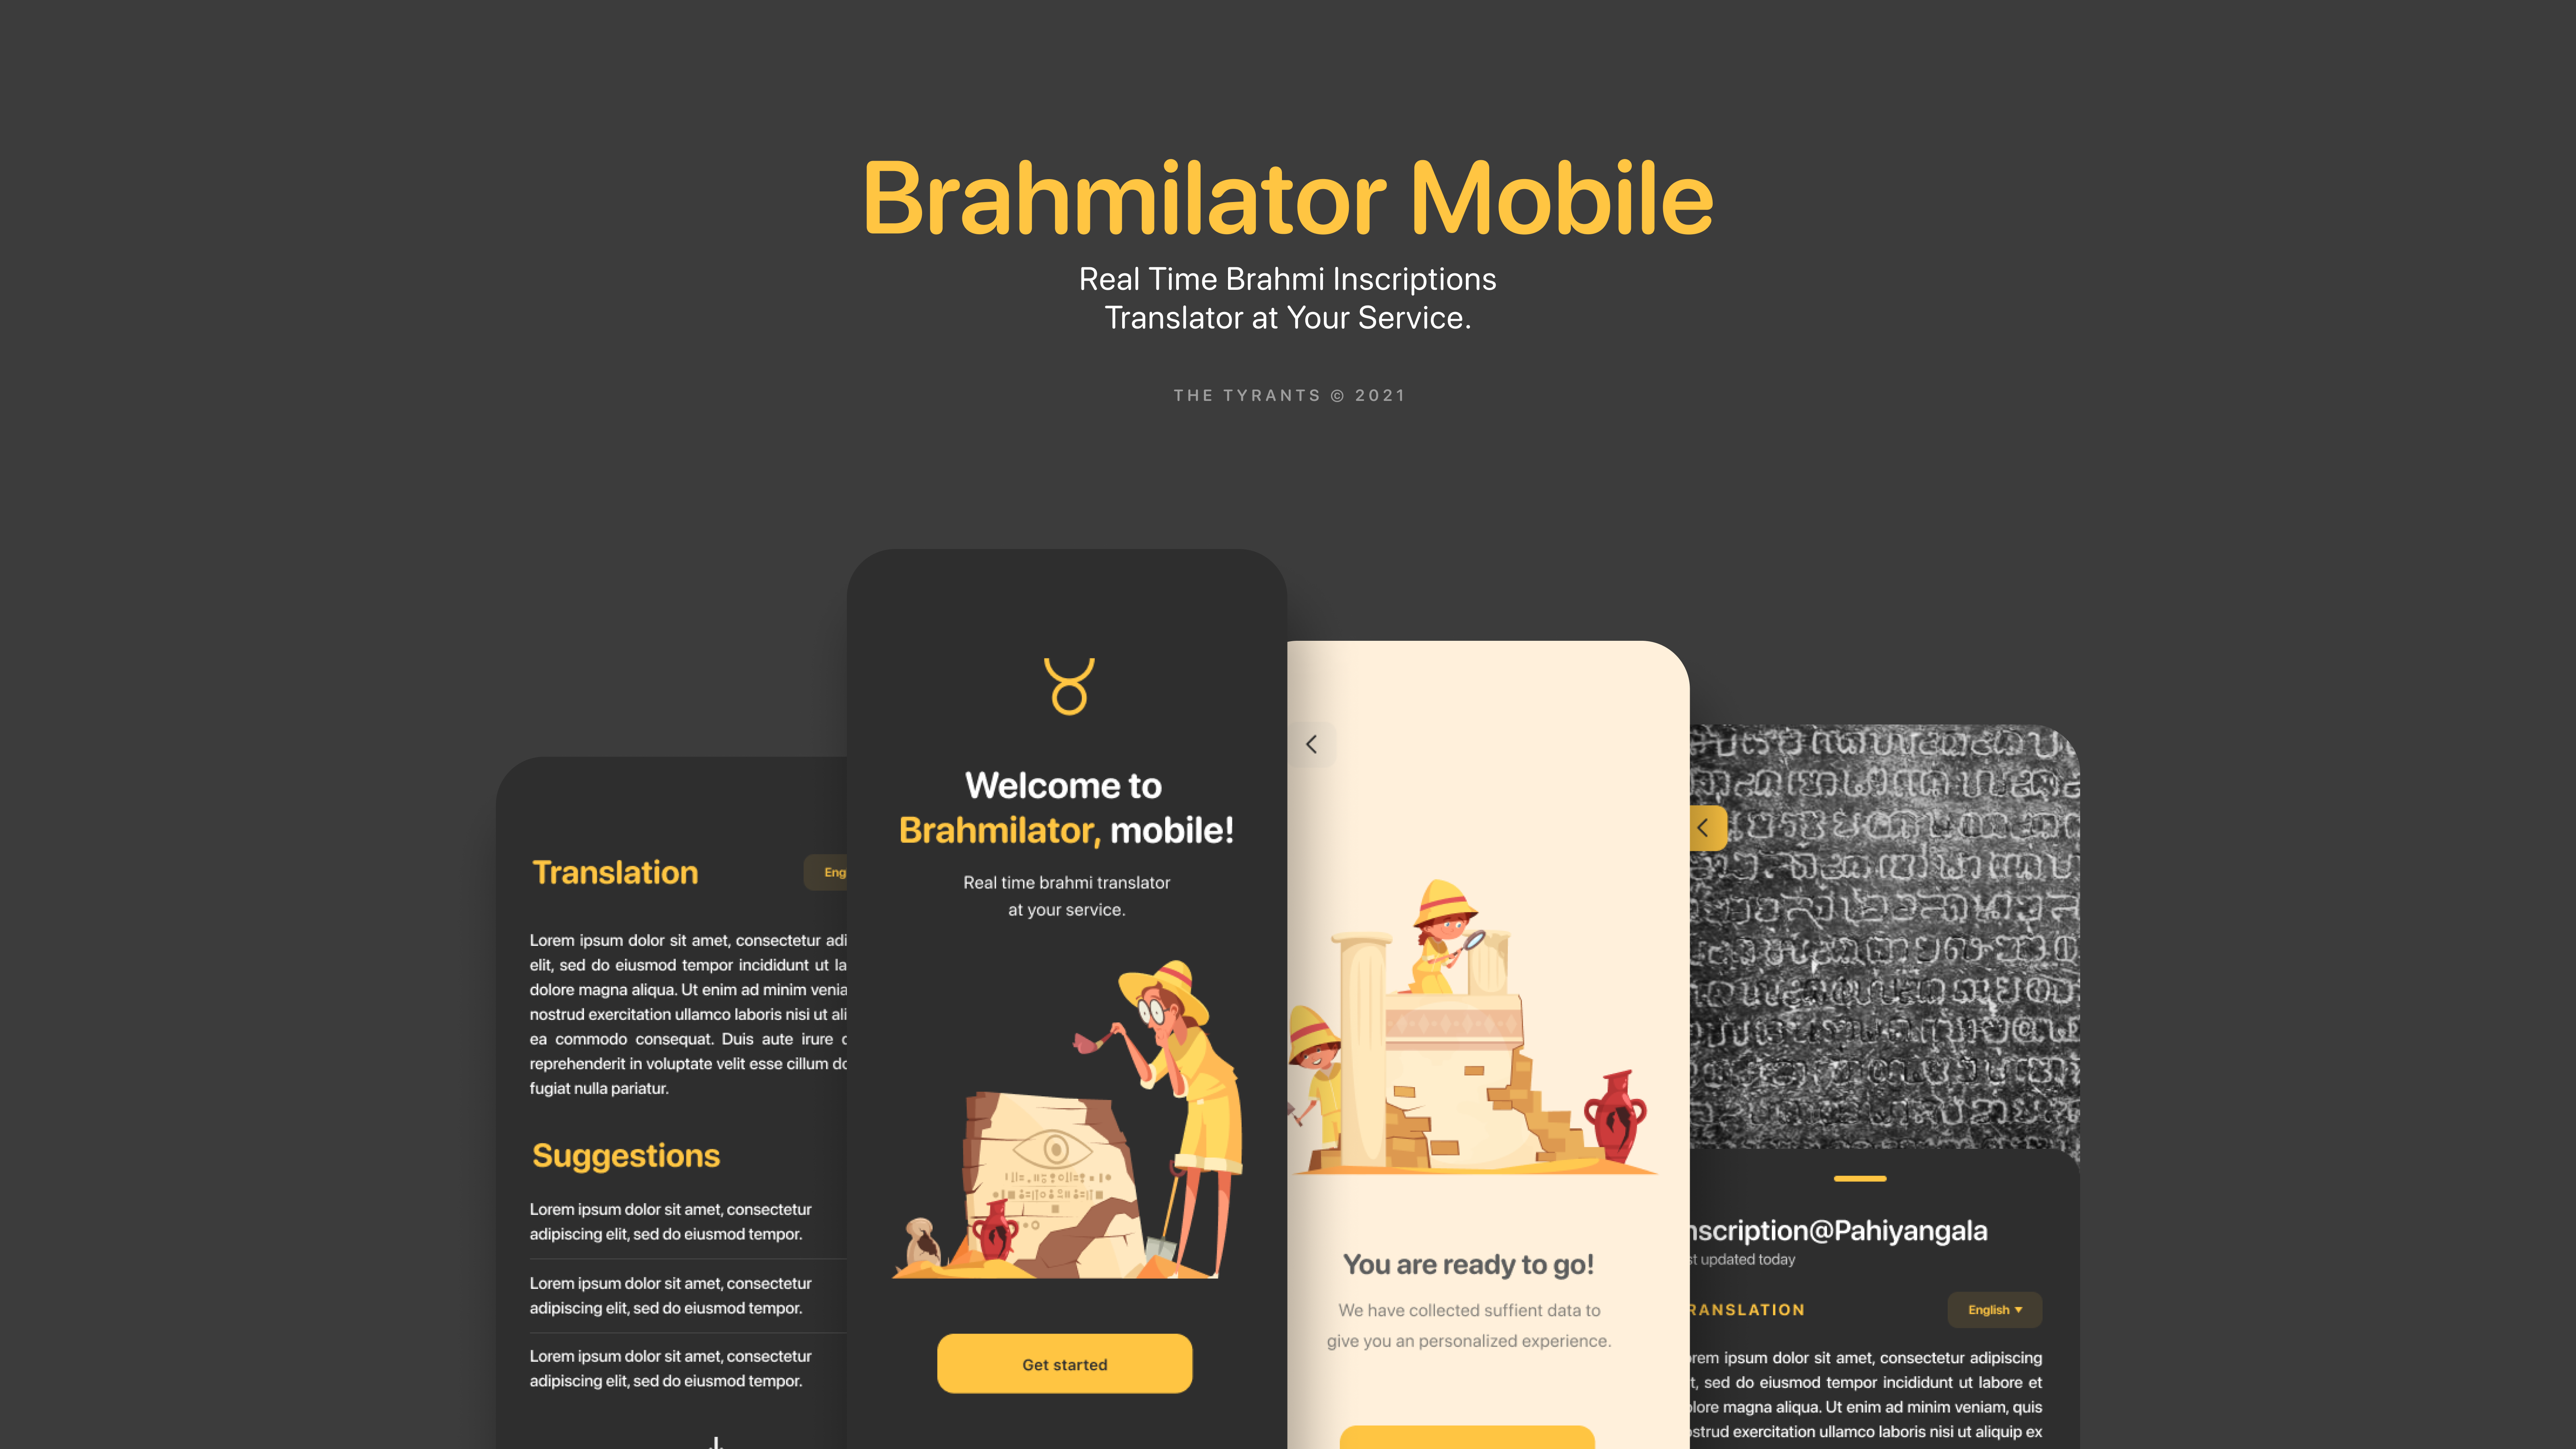 Brahmilator Mobile
Real Time Brahmi Inscriptions
Translator at Your Service.
THE TYRANTS © 2021
Translation
Eng
Lorem ipsum dolor sit amet, consectetur adi
elit, sed do eiusmod tempor incididunt ut la
dolore magna aliqua. Ut enim ad minim venia
nostrud exercitation ullamco laboris nisi ut ali
ea commodo consequat. Duis aute irure
reprehenderit in voluptate velit esse cillum do
fugiat nulla pariatur.
Suggestions
Lorem ipsum dolor sit amet, consectetur
adipiscing elit, sed do eiusmod tempor.
Lorem ipsum dolor sit amet, consectetur
adipiscing elit, sed do eiusmod tempor.
Lorem ipsum dolor sit amet, consectetur
adipiscing elit, sed do eiusmod tempor.
Welcome to
Brahmilator, mobile!
Real time brahmi translator
at your service.
Get started
You are ready to go!
We have collected suffient data to
give you an personalized experience.
nscription@Pahiyangala
st updated today
RANSLATION
English
orem ipsum dolor sit amet, consectetur adipiscing
t, sed do eiusmod tempor incididunt ut labore et
lore magna aliqua. Ut enim ad minim veniam, quis
ostrud exercitation ullamco laboris nisi ut aliquip ex